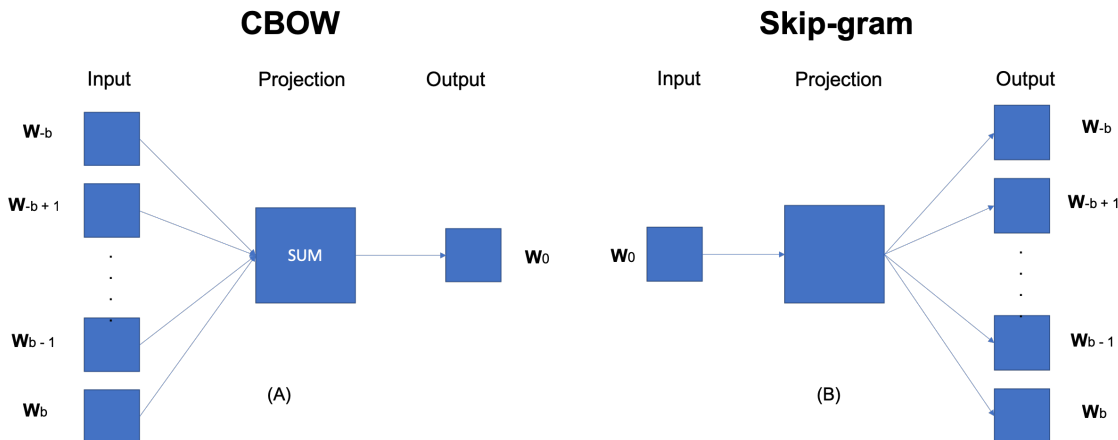 CBOW
Input Projection Output
W-b
W-b + 1
SUM
W0
Wb - 1
Wb
(A)
Skip-gram
Input Projection Output
W-b
W-b + 1
W0
Wb - 1
Wb
(B)